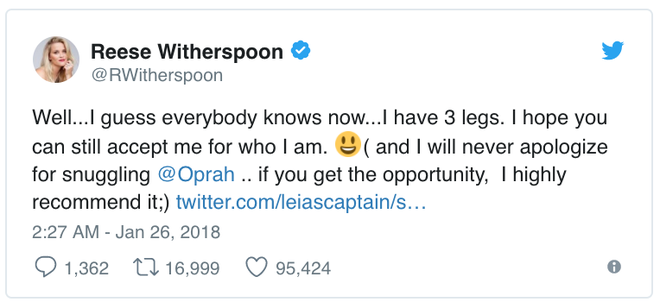 Reese Witherspoon
@RWitherspoon
Well...I guess everybody knows now...I have 3 legs. I hope you
can still accept me for who I am. 😃( and I will never apologize
for snuggling @Oprah .. if you get the opportunity,  I highly
recommend it;) twitter.com/leiascaptain/s…
2:27 AM - Jan 26, 2018
1,362 16,999 95,424